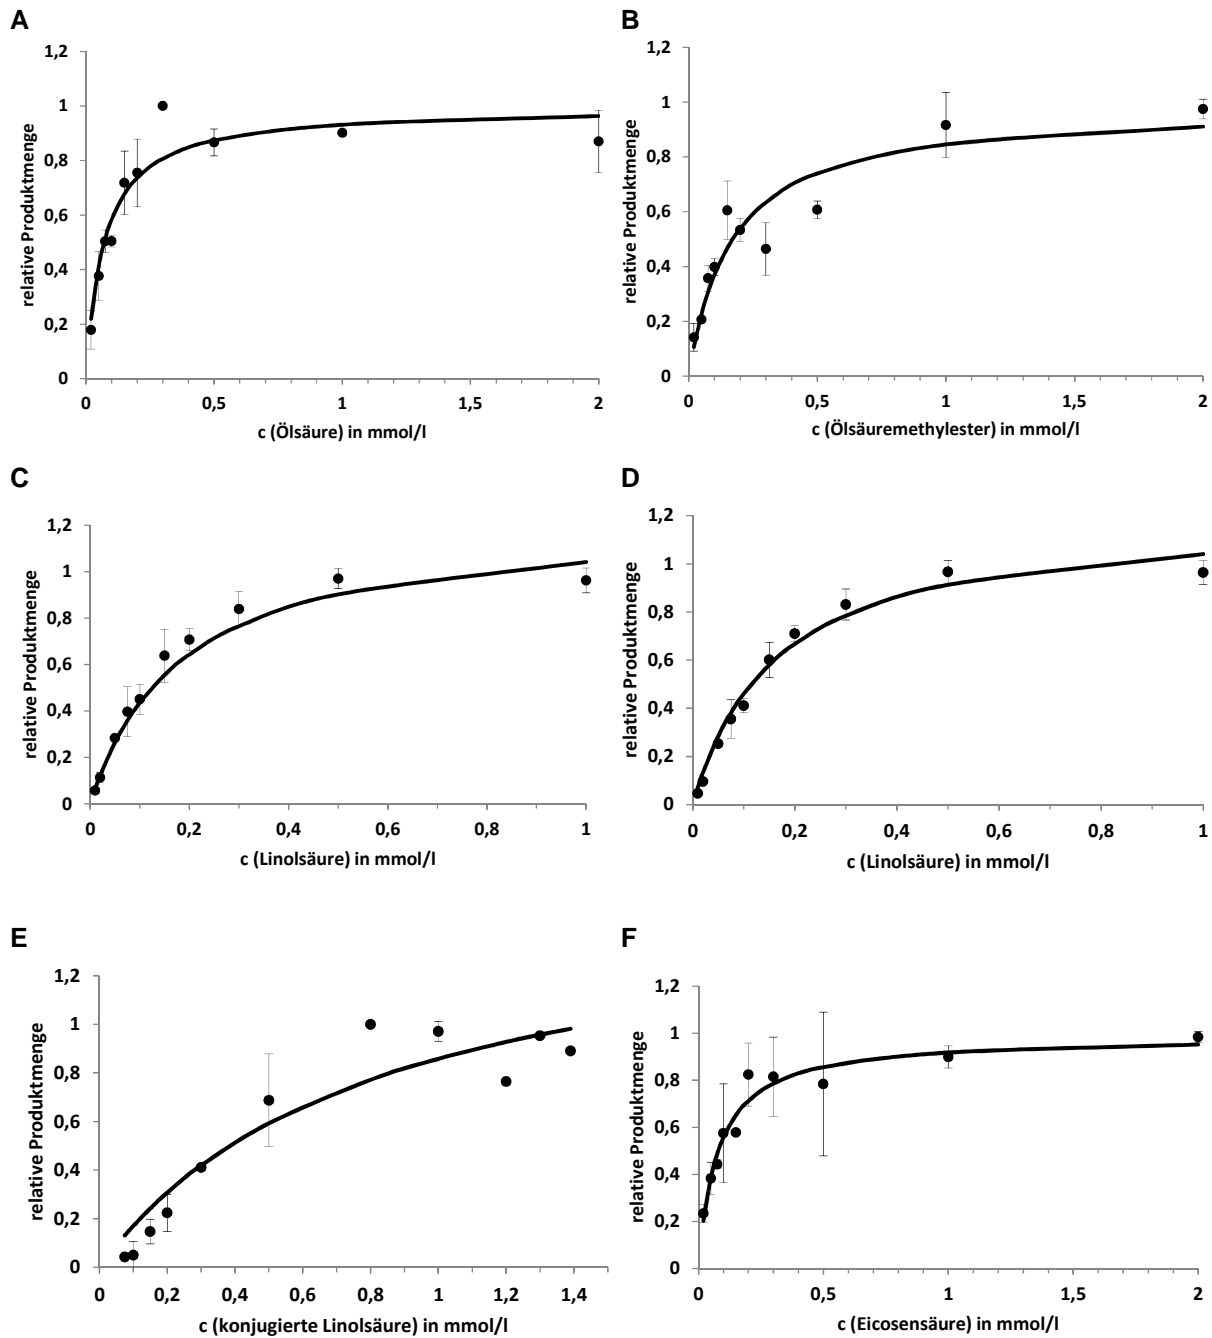 A
relative Produktmenge
1,2
1
0,8
0,6
0,4
0,2
0
0 0,5 1 1,5 2
c (Ölsäure) in mmol/l
B
relative Produktmenge
1,2
1
0,8
0,6
0,4
0,2
0
0 0,5 1 1,5 2
c (Ölsäuremethylester) in mmol/l
C
relative Produktmenge
1,2
1
0,8
0,6
0,4
0,2
0
0 0,2 0,4 0,6 0,8 1
c (Linolsäure) in mmol/l
D
relative Produktmenge
1,2
1
0,8
0,6
0,4
0,2
0
0 0,2 0,4 0,6 0,8 1
c (Linolsäure) in mmol/l
E
relative Produktmenge
1,2
1
0,8
0,6
0,4
0,2
0
0 0,2 0,4 0,6 0,8 1 1,2 1,4
c (konjugierte Linolsäure) in mmol/l
F
relative Produktmenge
1,2
1
0,8
0,6
0,4
0,2
0
0 0,5 1 1,5 2
c (Eicosensäure) in mmol/l